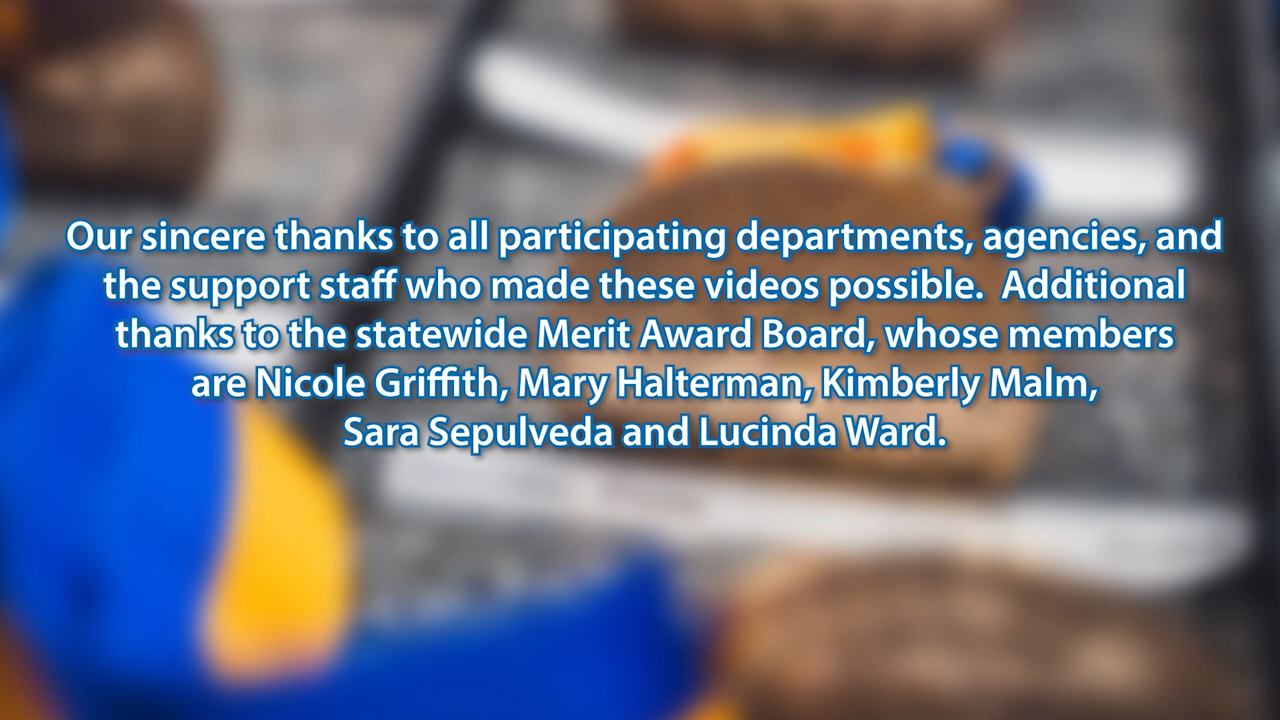 Our sincere thanks to all participating departments, agencies, and
the support staff who made these videos possible.  Additional
thanks to the statewide Merit Award Board, whose members
are Nicole Griffith, Mary Halterman, Kimberly Malm,
Sara Sepulveda and Lucinda Ward.